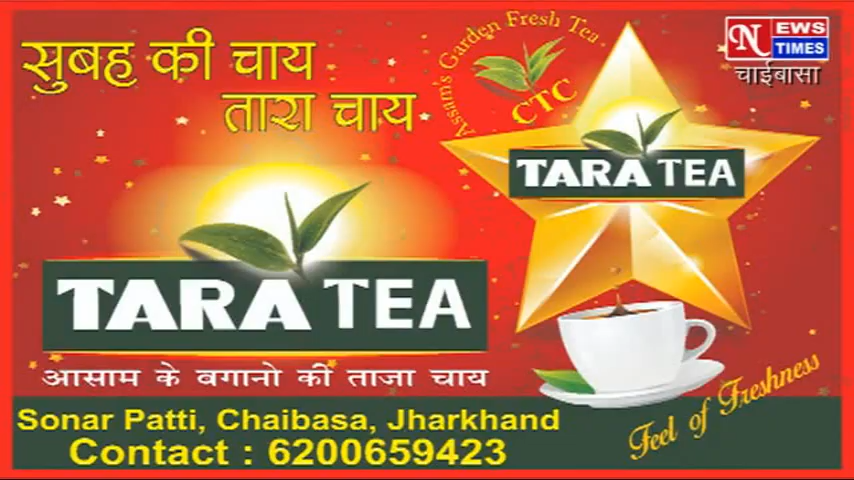 सुबह की चाय
तारा चाय
Assam's Garden Fresh Tea
CTC
NEWS
TIMES
चाईबासा
TARA TEA
TARA TEA
आसाम के बगानो की ताजा चाय
Feel of Freshness
Sonar Patti, Chaibasa, Jharkhand
Contact : 6200659423